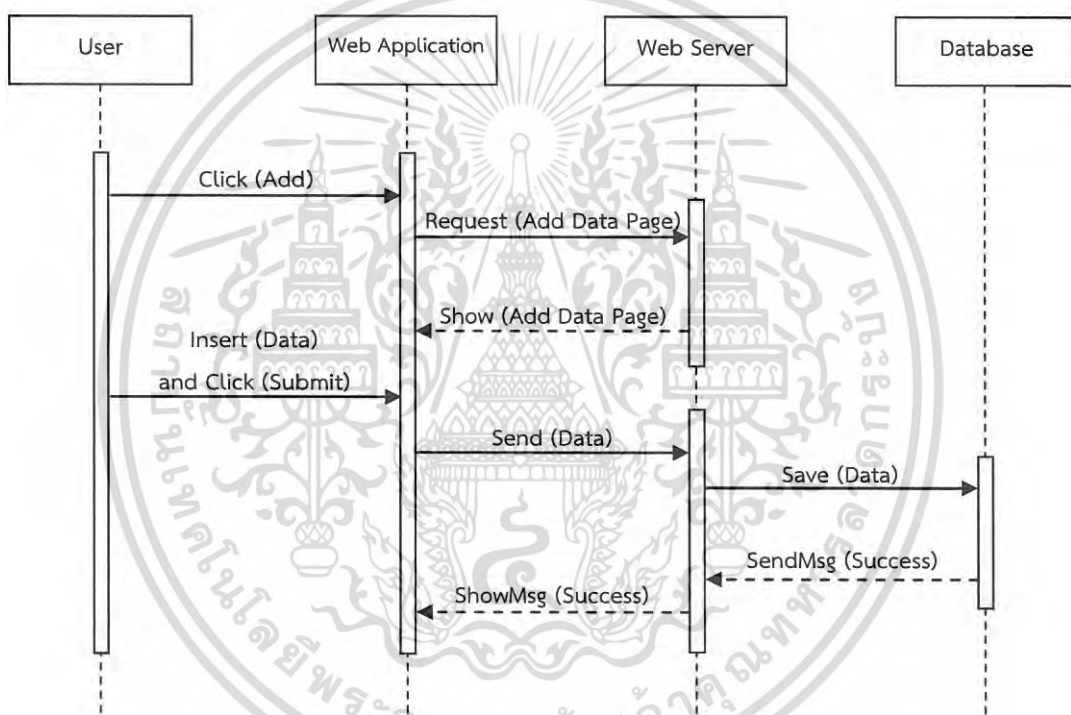 User
Web Application
Web Server
Database
Click (Add)
Request (Add Data Page)
Show (Add Data Page)
Insert (Data)
and Click (Submit)
Send (Data)
Save (Data)
SendMsg (Success)
ShowMsg (Success)